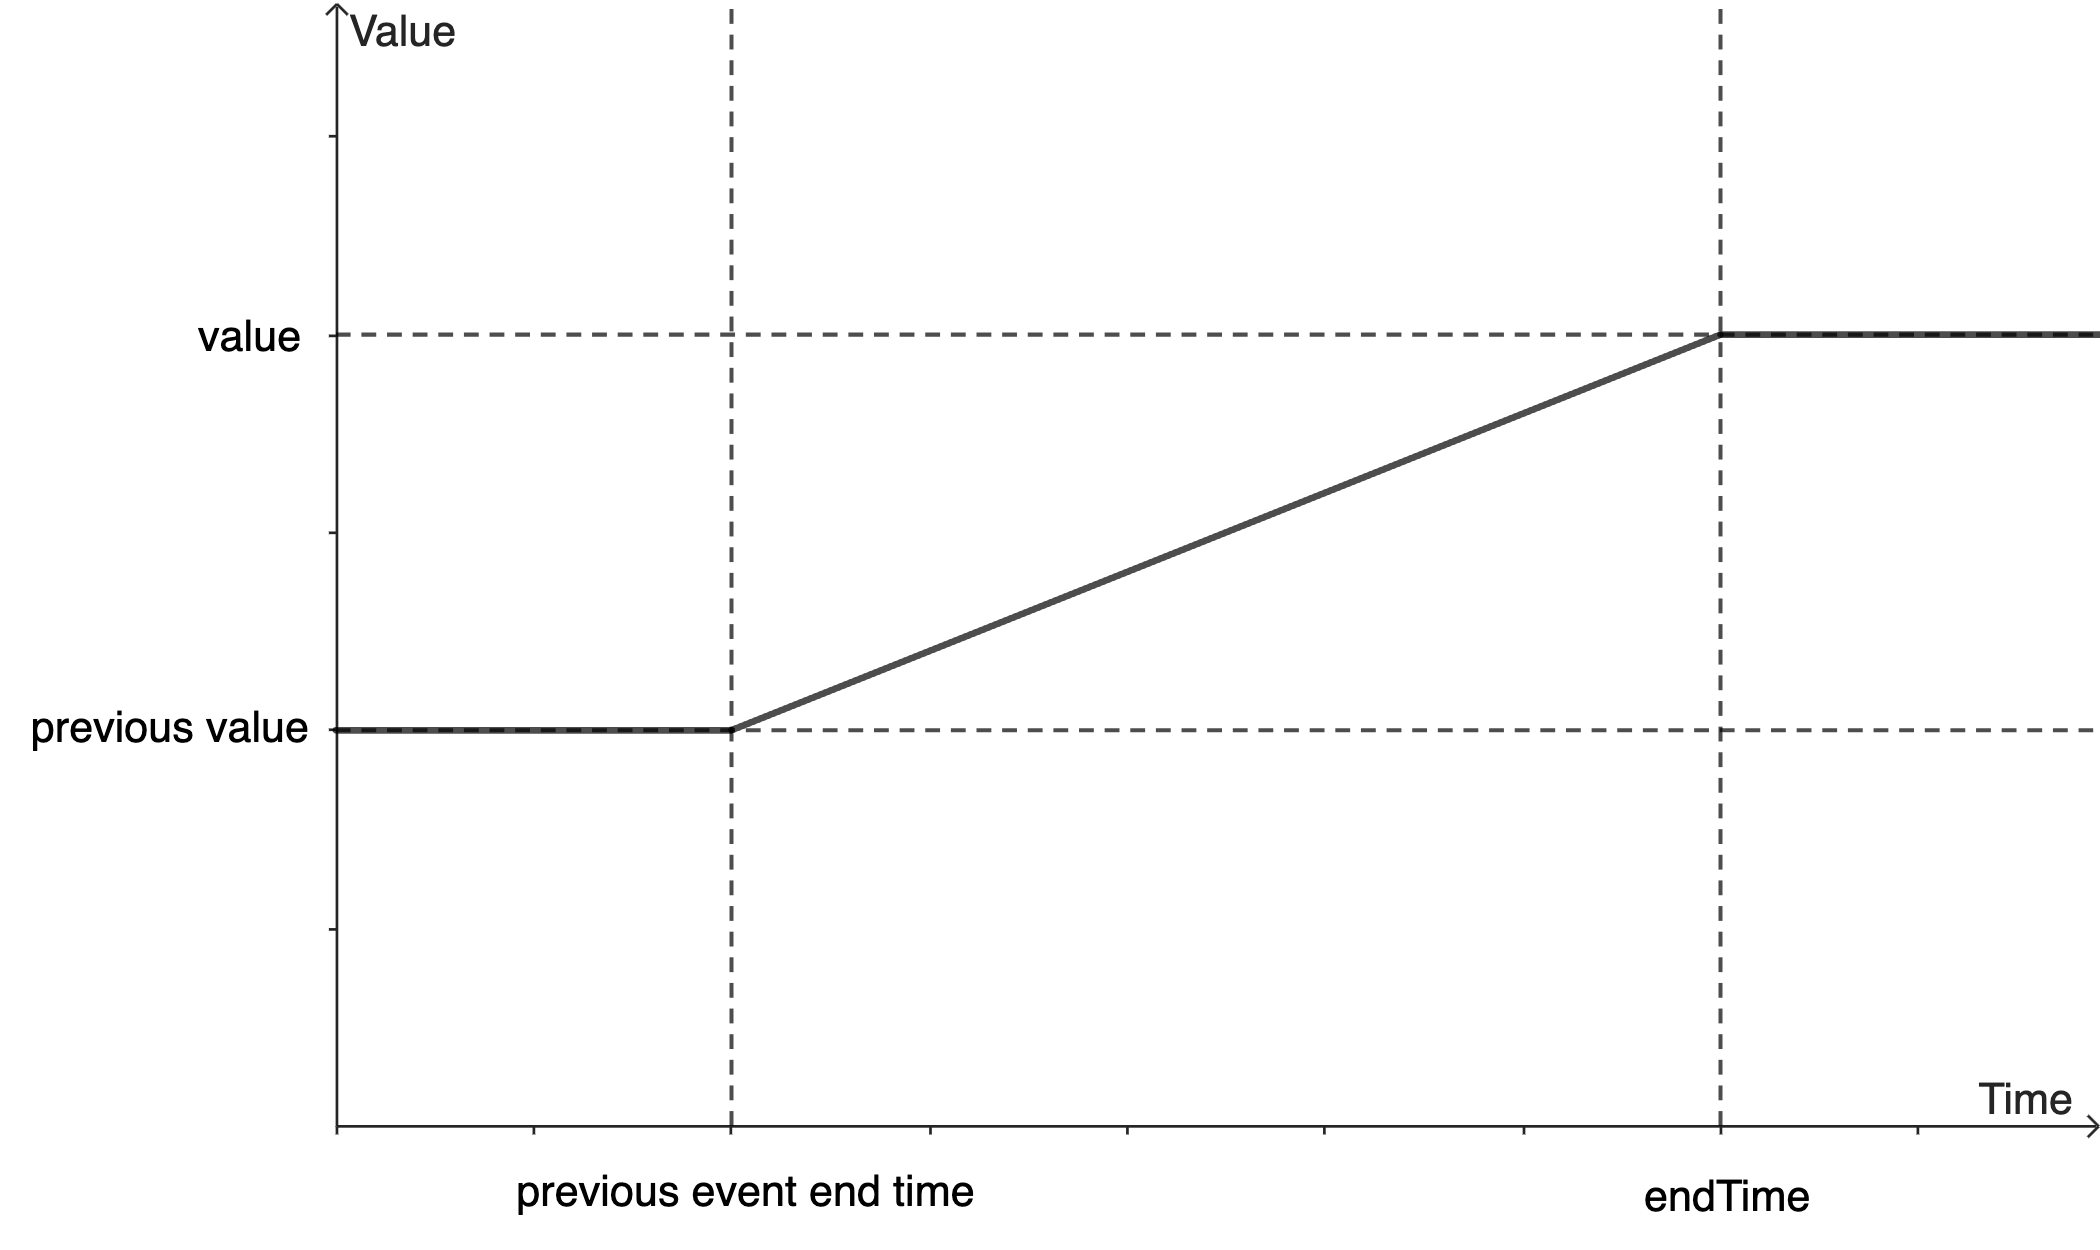 Value
value
previous value
Time
previous event end time
endTime